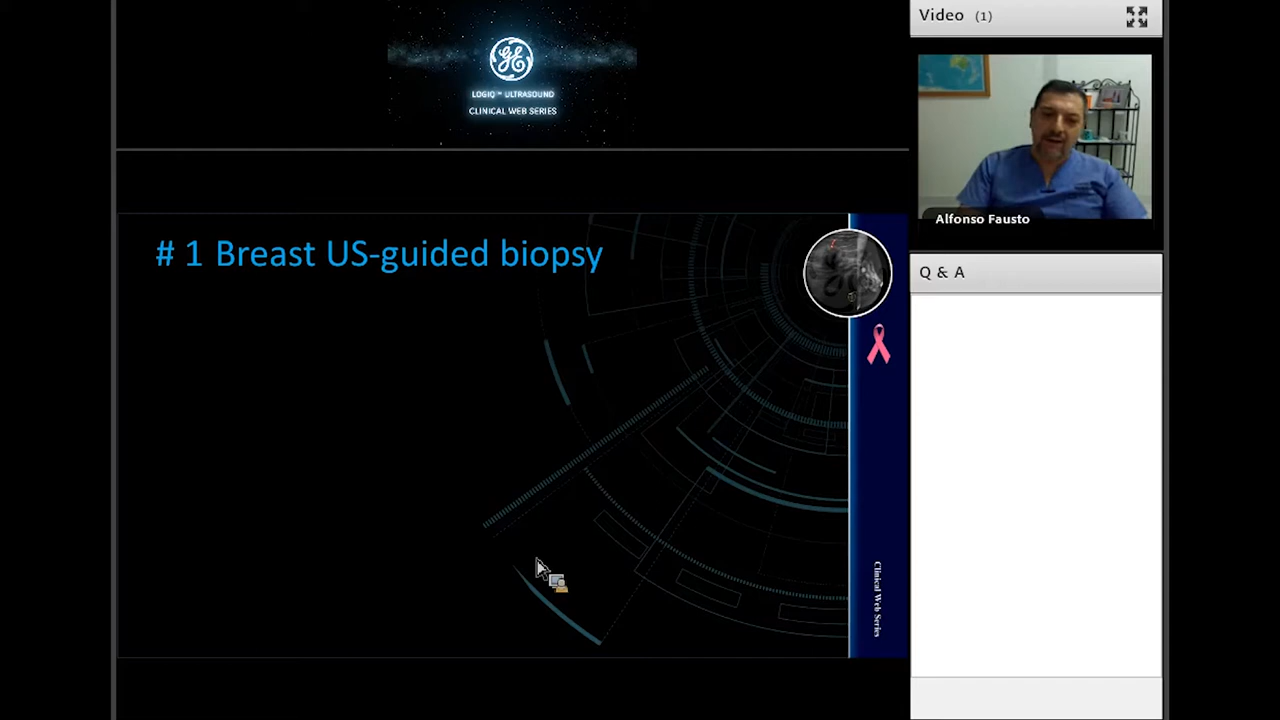 LOGIQ™ ULTRASOUND
CLINICAL WEB SERIES
Video (1)
Alfonso Fausto
Q & A
# 1 Breast US-guided biopsy
Clinical Web Series